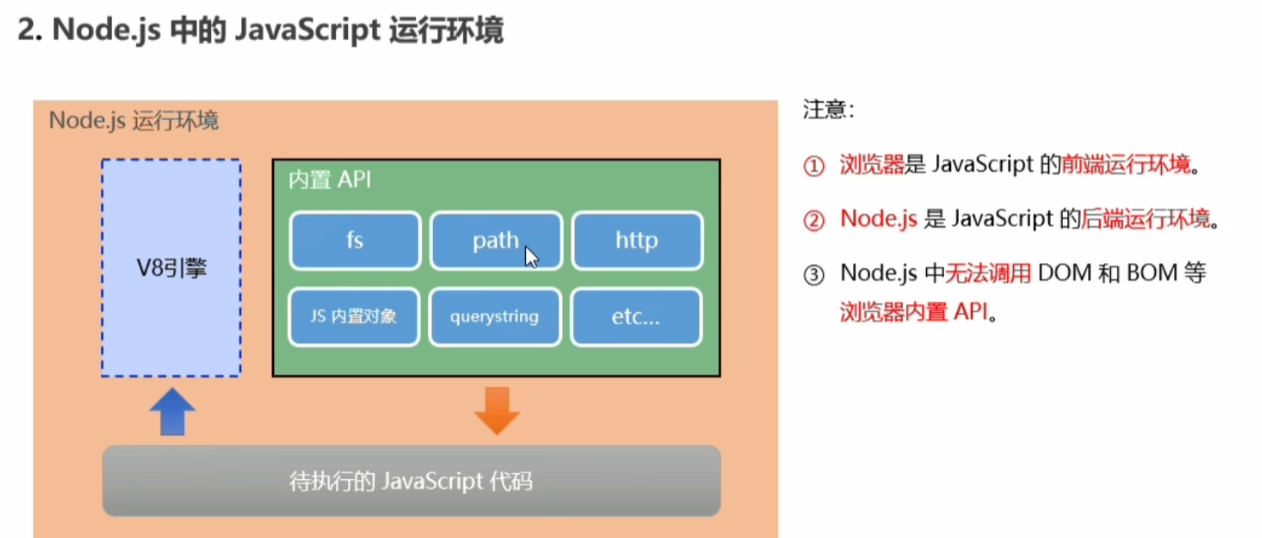 2. Node.js 中的 JavaScript 运行环境
Node.js 运行环境
V8引擎
内置 API
fs
path
http
JS 内置对象
querystring
etc...
待执行的 JavaScript 代码
注意：
① 浏览器是 JavaScript 的前端运行环境。
② Node.js 是 JavaScript 的后端运行环境。
③ Node.js 中无法调用 DOM 和 BOM 等
浏览器内置 API。